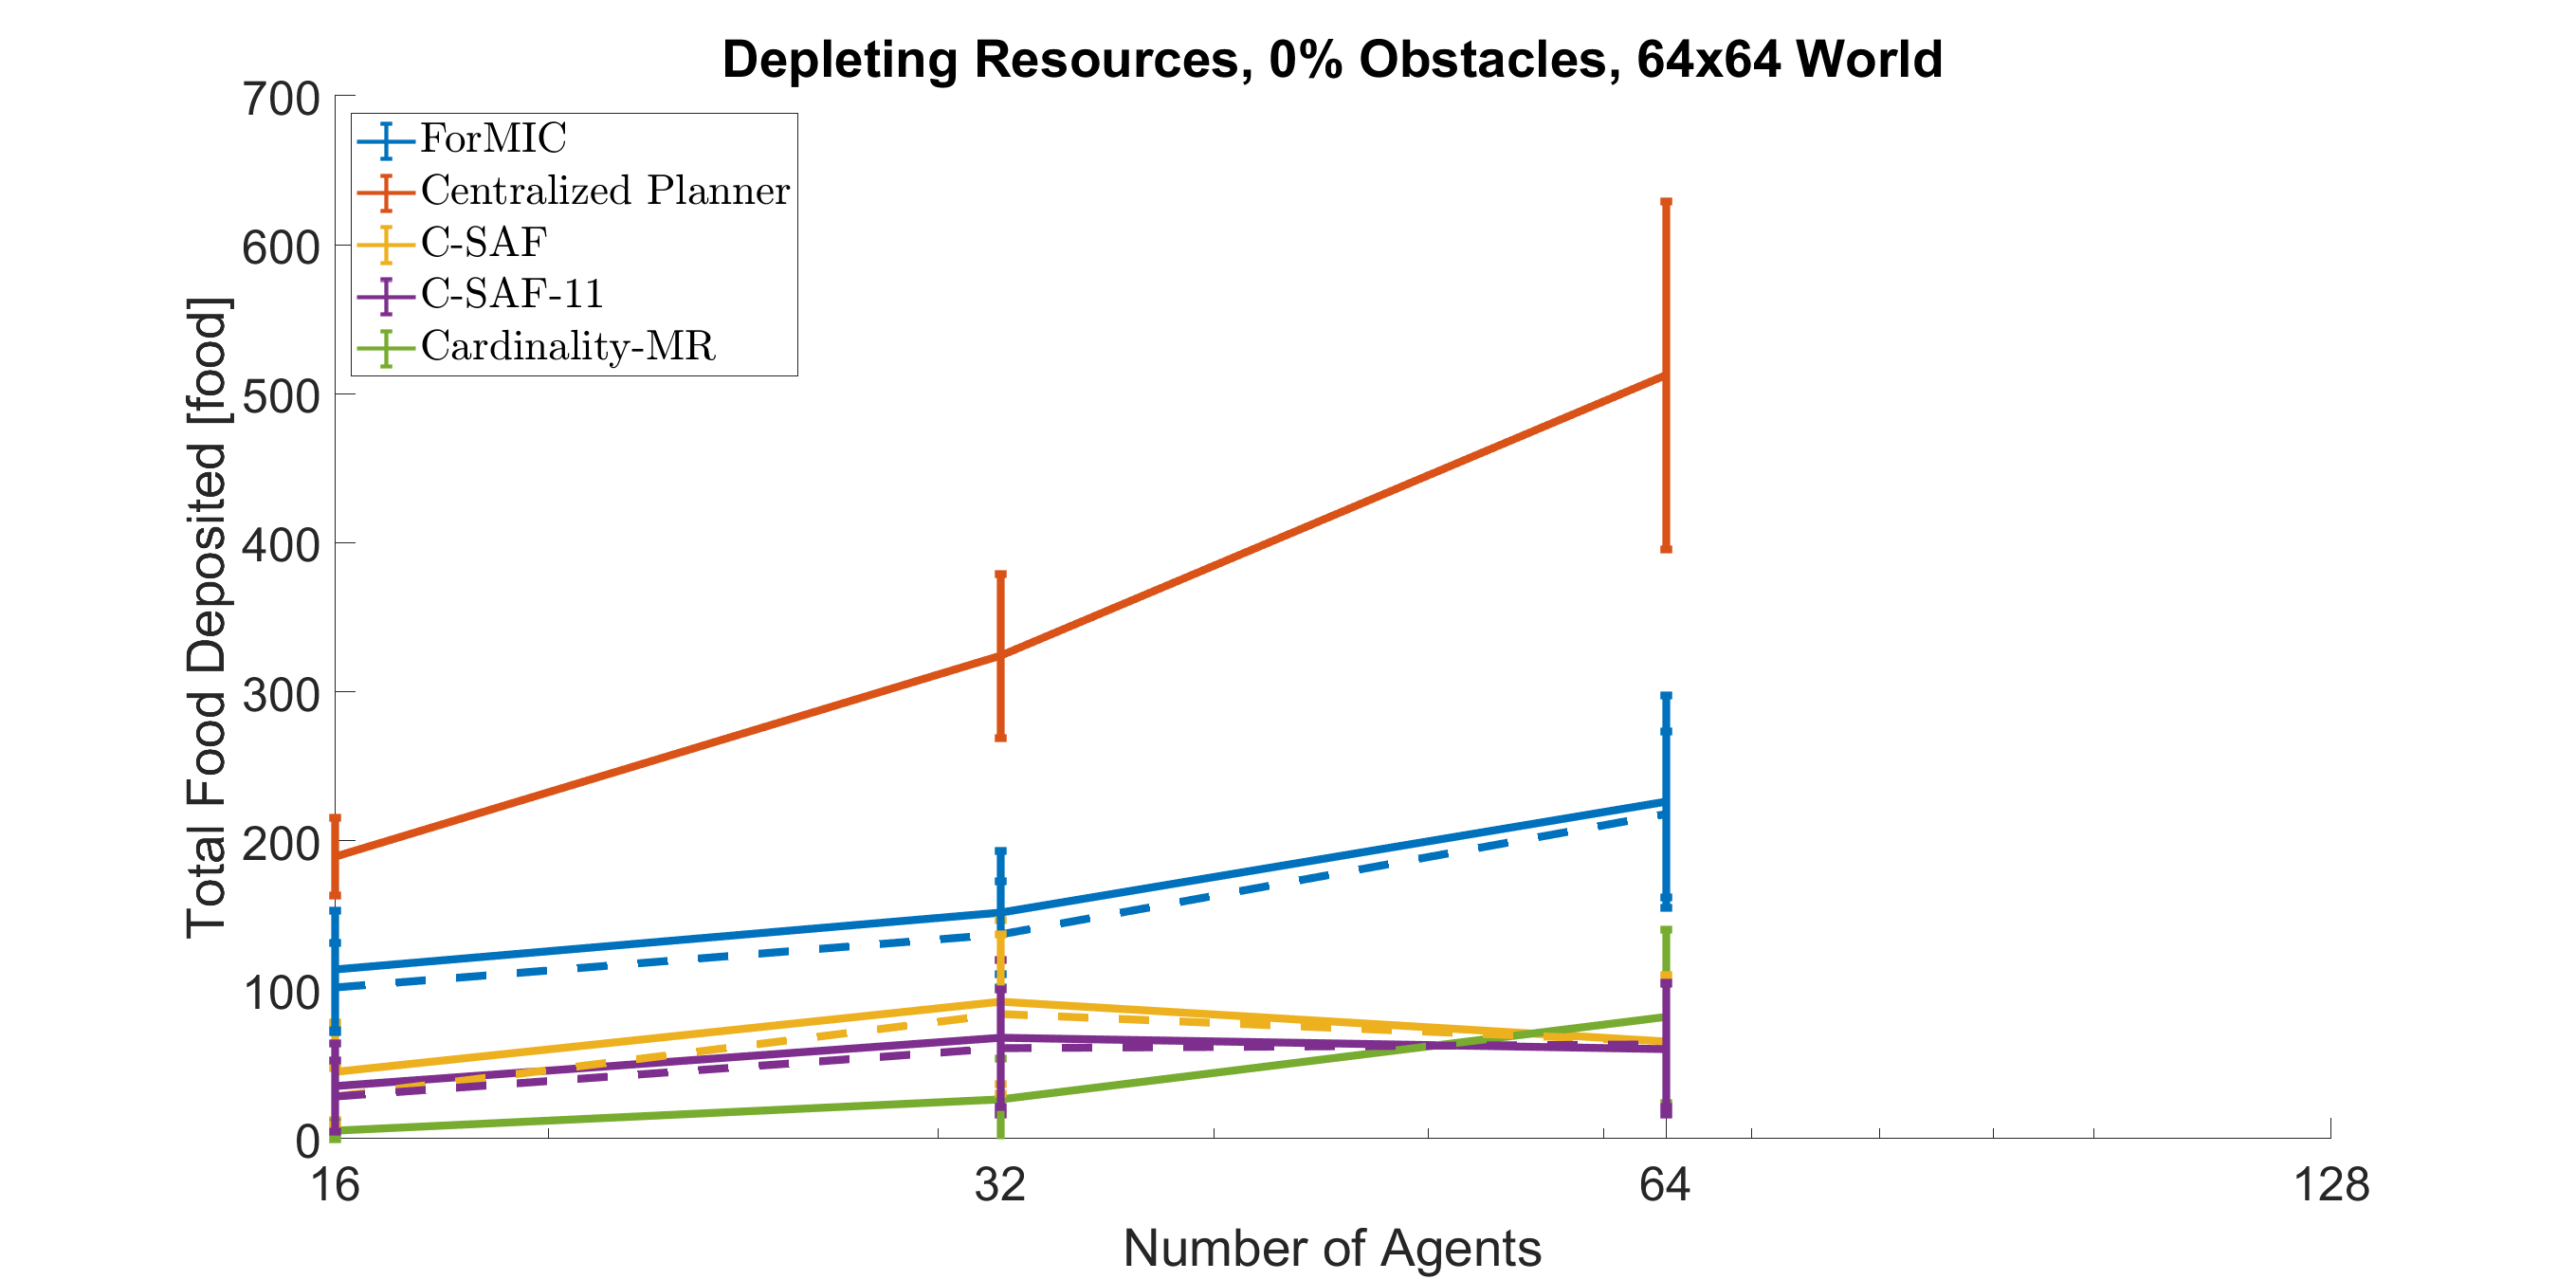 Depleting Resources, 0% Obstacles, 64x64 World
700
600
500
400
300
200
100
0
Total Food Deposited [food]
ForMIC
Centralized Planner
C-SAF
C-SAF-11
Cardinality-MR
16 32 64 128
Number of Agents